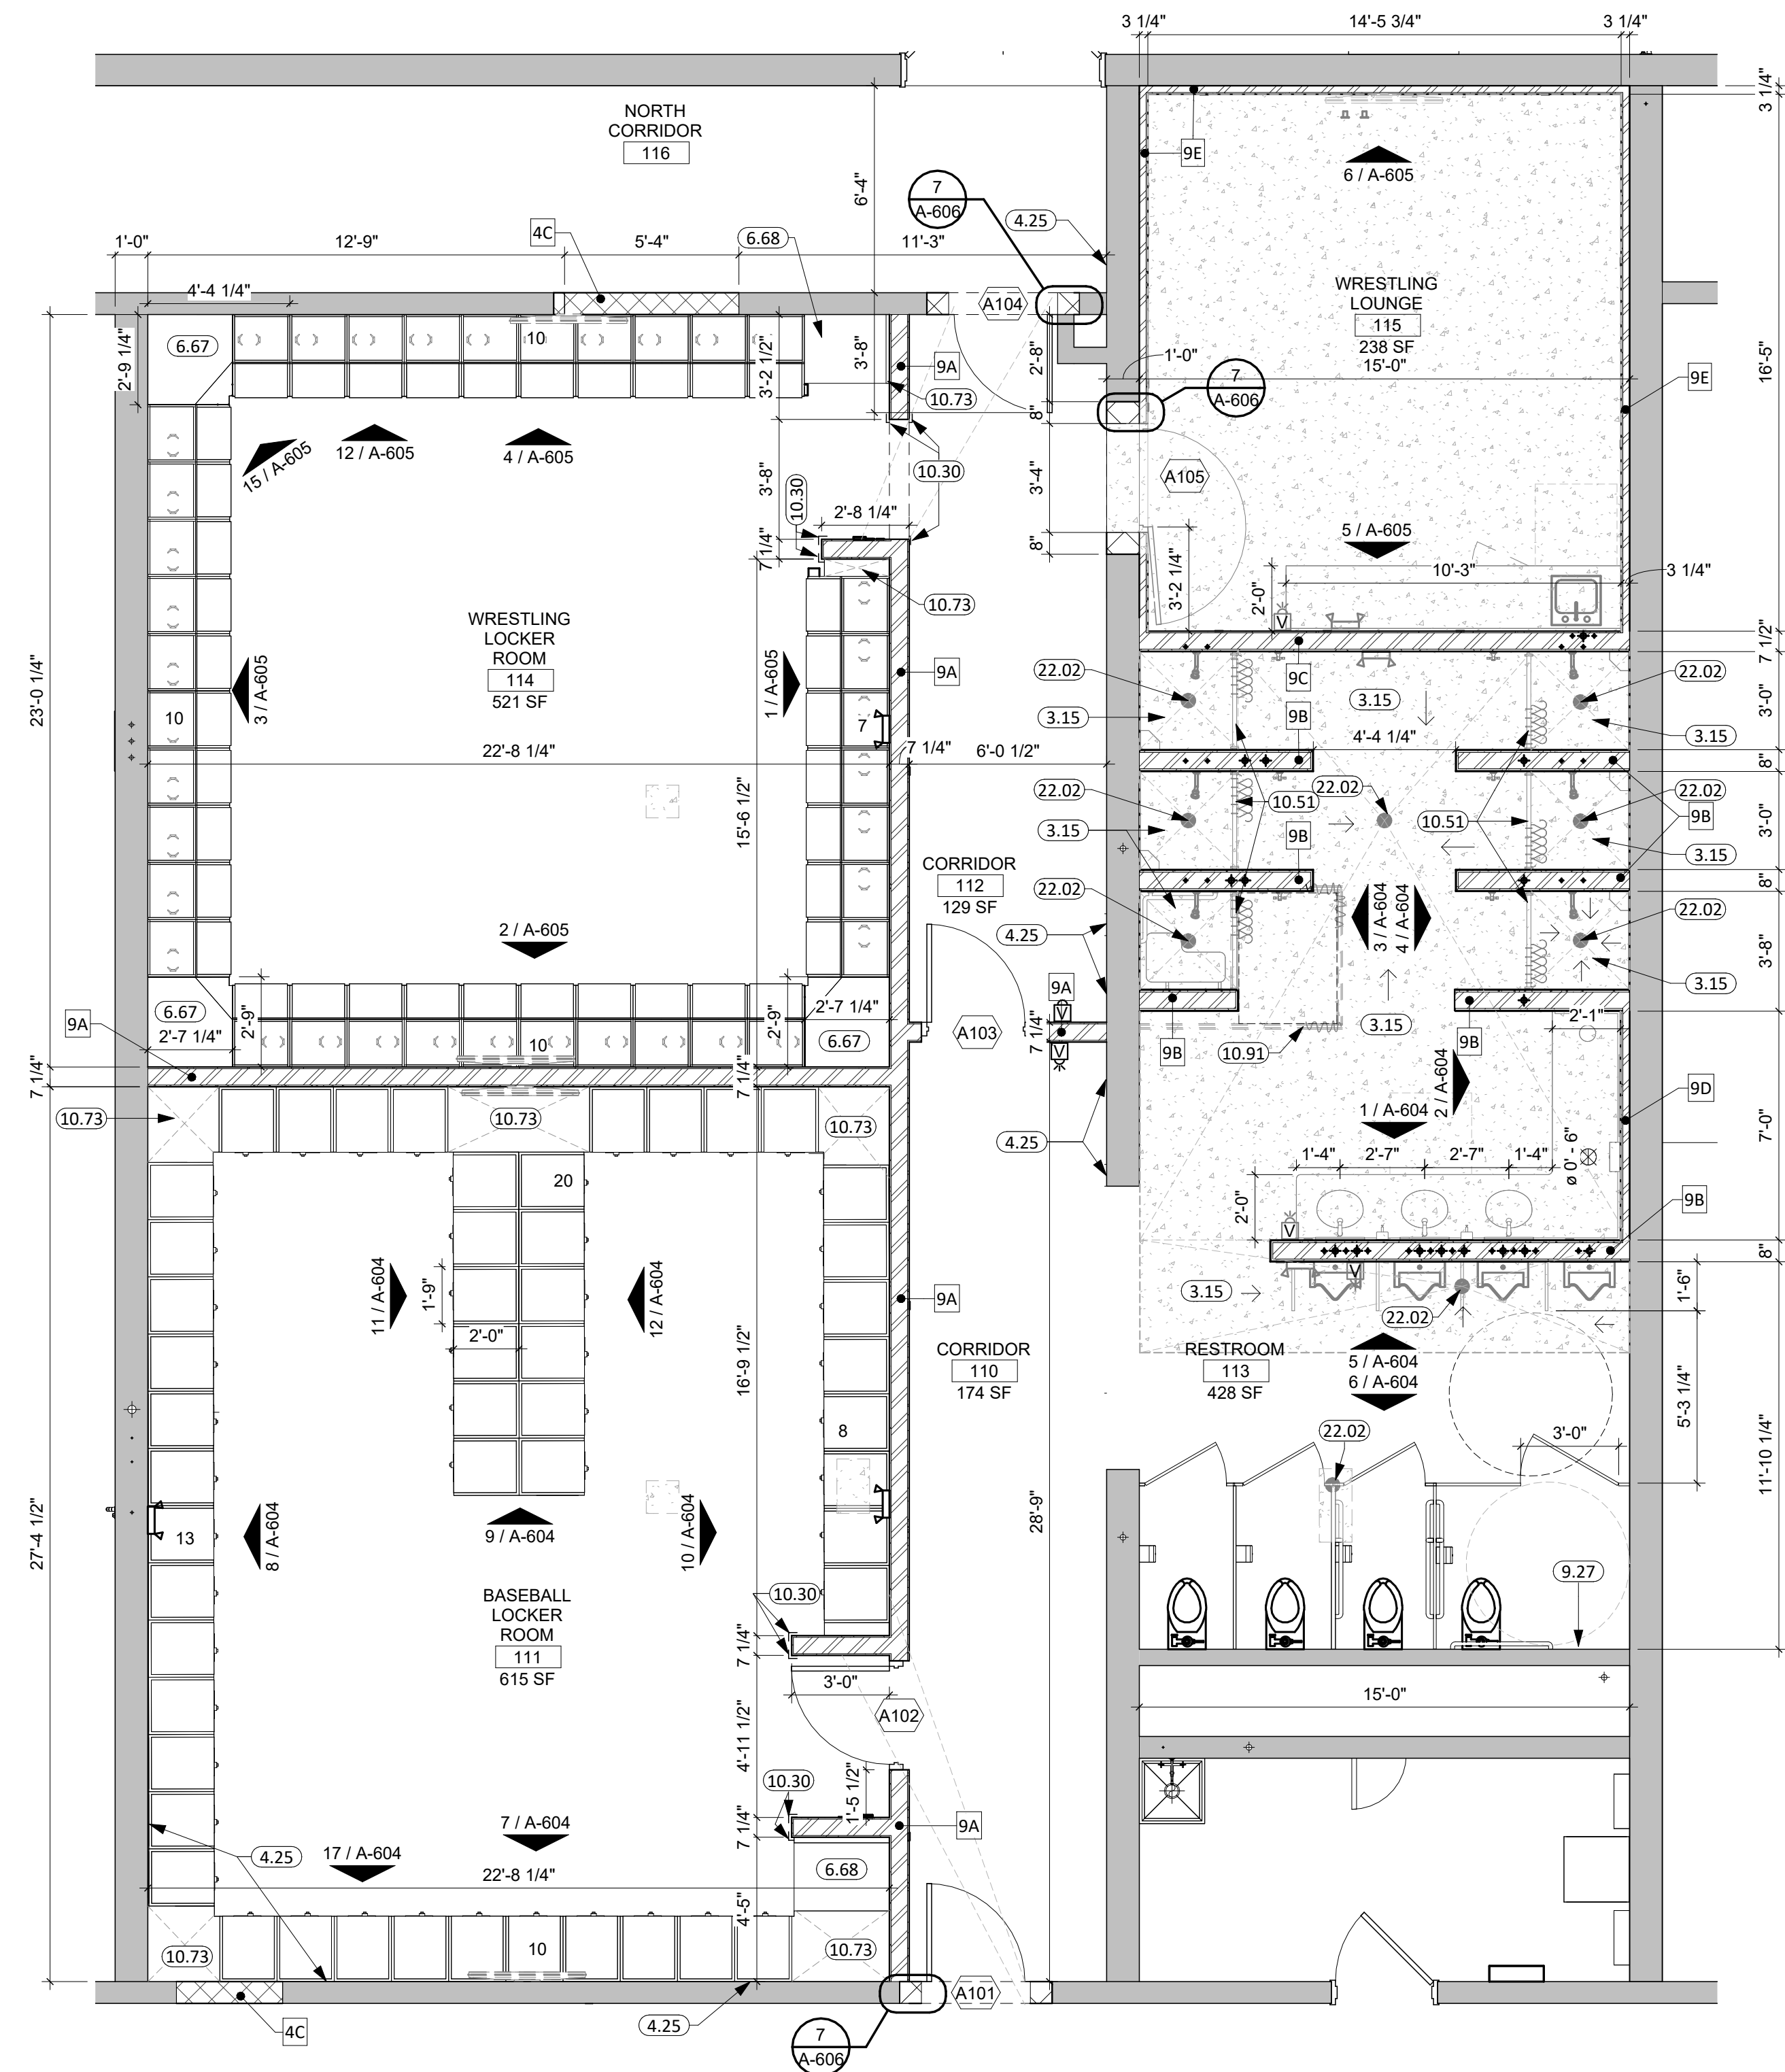 3 1/4"
14'-5 3/4"
3 1/4"
3 1/4"
NORTH
CORRIDOR
116
9E
6 / A-605
6'-4"
7
A-606
4.25
1'-0"
12'-9"
4C
5'-4"
6.68
11'-3"
4'-4 1/4"
A104
WRESTLING
LOUNGE
115
238 SF
15'-0"
16'-5"
6.67
10
2'-9 1/4"
3'-2 1/2"
3'-8"
9A
2'-8"
1'-0"
7
A-606
9E
10.73
8"
15 / A-605
12 / A-605
4 / A-605
10.30
10.30
3'-8"
3'-4"
A105
2'-8 1/4"
5 / A-605
7 1/4"
8"
3'-2 1/4"
2'-0"
10'-3"
3 1/4"
V
10.73
WRESTLING
LOCKER
ROOM
114
521 SF
7 1/2"
23'-0 1/4"
3 / A-605
1 / A-605
9A
22.02
9C
3.15
22.02
3'-0"
10
7
3.15
9B
4'-4 1/4"
3.15
22'-8 1/4"
7 1/4"
6'-0 1/2"
8"
22.02
10.51
22.02
10.51
22.02
9B
3'-0"
15'-6 1/2"
3.15
9B
3.15
CORRIDOR
112
129 SF
22.02
8"
3 / A-604
4 / A-604
22.02
2 / A-605
4.25
3'-8"
3.15
6.67
2'-7 1/4"
2'-9"
2'-9"
2'-7 1/4"
6.67
10
9A
V
A103
7 1/4"
V
9A
9B
10.91
3.15
9B
2'-1"
7 1/4"
7 1/4"
10.73
10.73
10.73
4.25
2 / A-604
1 / A-604
9D
7'-0"
1'-4"
2'-7"
2'-7"
1'-4"
ø 0' - 6"
20
2'-0"
V
9B
8"
11 / A-604
1'-9"
12 / A-604
2'-0"
9A
3.15
V
22.02
1'-6"
16'-9 1/2"
CORRIDOR
110
174 SF
RESTROOM
113
428 SF
5 / A-604
6 / A-604
5'-3 1/4"
8
22.02
3'-0"
11'-10 1/4"
27'-4 1/2"
13
8 / A-604
9 / A-604
10 / A-604
28'-9"
9.27
BASEBALL
LOCKER
ROOM
111
615 SF
10.30
7 1/4"
3'-0"
A102
15'-0"
4'-11 1/2"
10.30
1'-5 1/2"
7 1/4"
9A
4.25
17 / A-604
7 / A-604
22'-8 1/4"
6.68
4'-5"
10.73
10
10.73
A101
4C
4.25
7
A-606